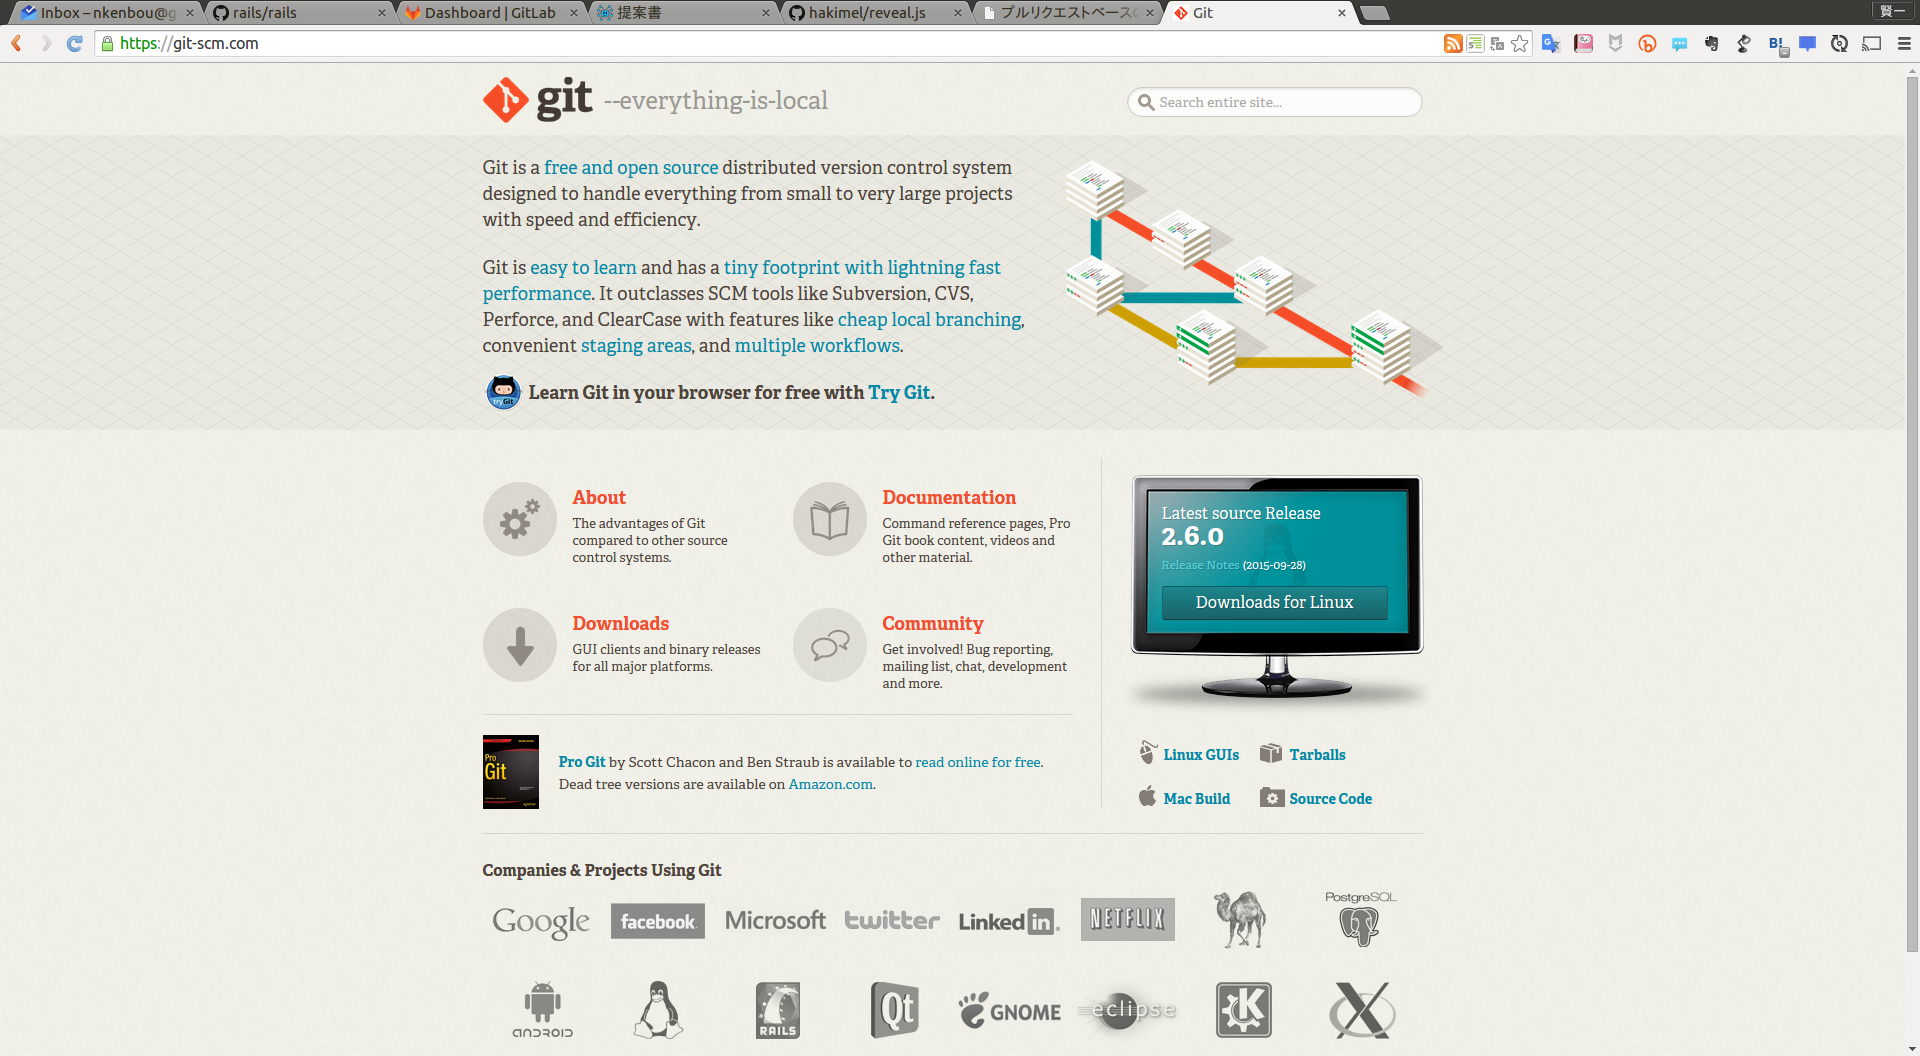 Inbox – nkenbou@g
rails/rails
Dashboard | GitLab
提案書
hakimel/reveal.js
プルリクエストベースの
Git
賢一
https://git-scm.com
git --everything-is-local
Search entire site...
Git is a free and open source distributed version control system
designed to handle everything from small to very large projects
with speed and efficiency.
Git is easy to learn and has a tiny footprint with lightning fast
performance. It outclasses SCM tools like Subversion, CVS,
Perforce, and ClearCase with features like cheap local branching,
convenient staging areas, and multiple workflows.
tryGit
Learn Git in your browser for free with Try Git.
About
The advantages of Git
compared to other source
control systems.
Documentation
Command reference pages, Pro
Git book content, videos and
other material.
Downloads
GUI clients and binary releases
for all major platforms.
Community
Get involved! Bug reporting,
mailing list, chat, development
and more.
Latest source Release
2.6.0
Release Notes (2015-09-28)
Downloads for Linux
Linux GUIs
Tarballs
Mac Build
Source Code
Pro
Git
Pro Git by Scott Chacon and Ben Straub is available to read online for free.
Dead tree versions are available on Amazon.com.
Companies & Projects Using Git
Google
facebook
Microsoft
twitter
Linked in
NETFLIX
PostgreSQL
android
RAILS
Qt
GNOME
eclipse
K
X